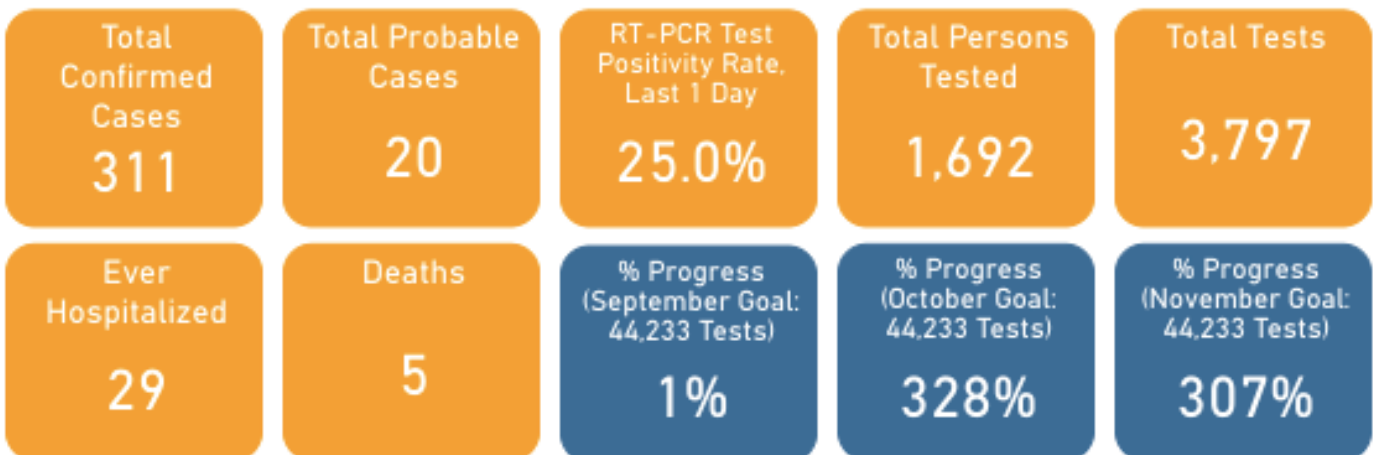 Total
Confirmed
Cases
311
Total Probable
Cases
20
RT-PCR Test
Positivity Rate,
Last 1 Day
25.0%
Total Persons
Tested
1,692
Total Tests
3,797
Ever
Hospitalized
29
Deaths
5
% Progress
(September Goal:
44,233 Tests)
1%
% Progress
(October Goal:
44,233 Tests)
328%
% Progress
(November Goal:
44,233 Tests)
307%